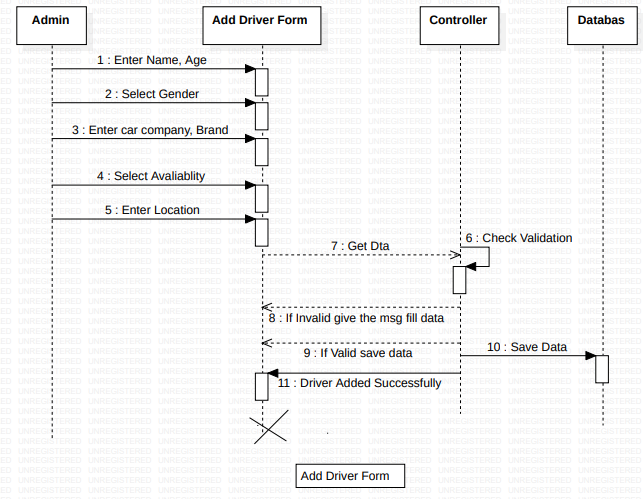 Admin
Add Driver Form
Controller
Databas
1 : Enter Name, Age
2 : Select Gender
3 : Enter car company, Brand
4 : Select Avaliablity
5 : Enter Location
6 : Check Validation
7 : Get Dta
8 : If Invalid give the msg fill data
9 : If Valid save data
10 : Save Data
11 : Driver Added Successfully
Add Driver Form